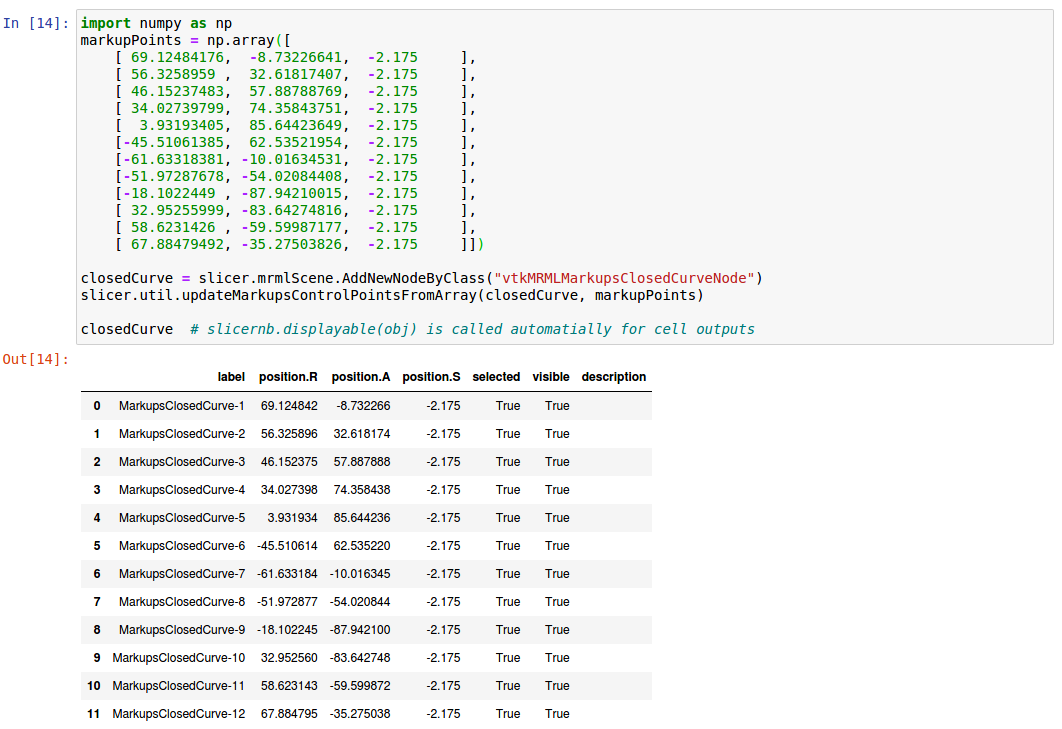 In [14]: import numpy as np
markupPoints = np.array([
    [ 69.12484176,  -8.73226641,  -2.175     ],
    [ 56.3258959 ,  32.61817407,  -2.175     ],
    [ 46.15237483,  57.88788769,  -2.175     ],
    [ 34.02739799,  74.35843751,  -2.175     ],
    [  3.93193405,  85.64423649,  -2.175     ],
    [-45.51061385,  62.53521954,  -2.175     ],
    [-61.63318381, -10.01634531,  -2.175     ],
    [-51.97287678, -54.02084408,  -2.175     ],
    [-18.1022449 , -87.94210015,  -2.175     ],
    [ 32.95255999, -83.64274816,  -2.175     ],
    [ 58.6231426 , -59.59987177,  -2.175     ],
    [ 67.88479492, -35.27503826,  -2.175     ]])
closedCurve = slicer.mrmlScene.AddNewNodeByClass("vtkMRMLMarkupsClosedCurveNode")
slicer.util.updateMarkupsControlPointsFromArray(closedCurve, markupPoints)
closedCurve  # slicernb.displayable(obj) is called automatially for cell outputs
Out[14]:
label position.R position.A position.S selected visible description
0 MarkupsClosedCurve-1 69.124842 -8.732266 -2.175 True True
1 MarkupsClosedCurve-2 56.325896 32.618174 -2.175 True True
2 MarkupsClosedCurve-3 46.152375 57.887888 -2.175 True True
3 MarkupsClosedCurve-4 34.027398 74.358438 -2.175 True True
4 MarkupsClosedCurve-5 3.931934 85.644236 -2.175 True True
5 MarkupsClosedCurve-6 -45.510614 62.535220 -2.175 True True
6 MarkupsClosedCurve-7 -61.633184 -10.016345 -2.175 True True
7 MarkupsClosedCurve-8 -51.972877 -54.020844 -2.175 True True
8 MarkupsClosedCurve-9 -18.102245 -87.942100 -2.175 True True
9 MarkupsClosedCurve-10 32.952560 -83.642748 -2.175 True True
10 MarkupsClosedCurve-11 58.623143 -59.599872 -2.175 True True
11 MarkupsClosedCurve-12 67.884795 -35.275038 -2.175 True True